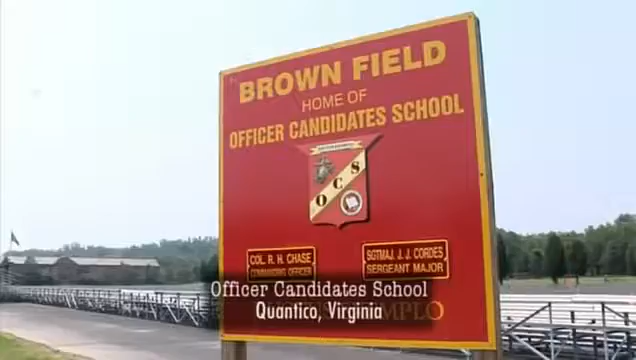 BROWN FIELD
HOME OF
OFFICER CANDIDATES SCHOOL
OCS
COL. R. H. CHASE
COMMANDING OFFICER
SGTMAJ. J. J. CORDES
SERGEANT MAJOR
Officer Candidates School
Quantico, Virginia